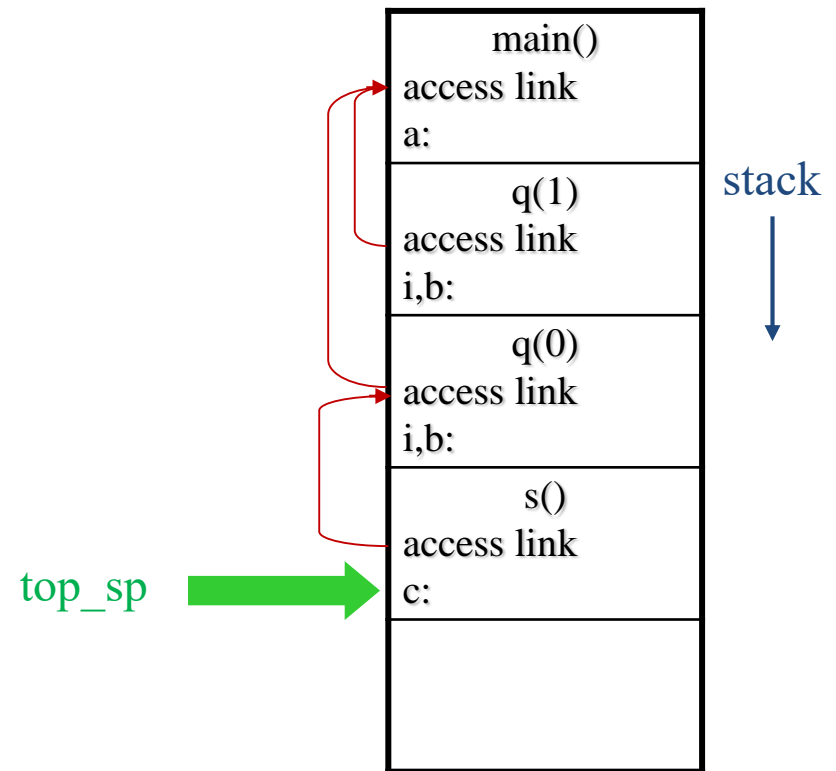 main()
access link
a:
q(1)
access link
i,b:
stack
q(0)
access link
i,b:
s()
access link
c:
top_sp